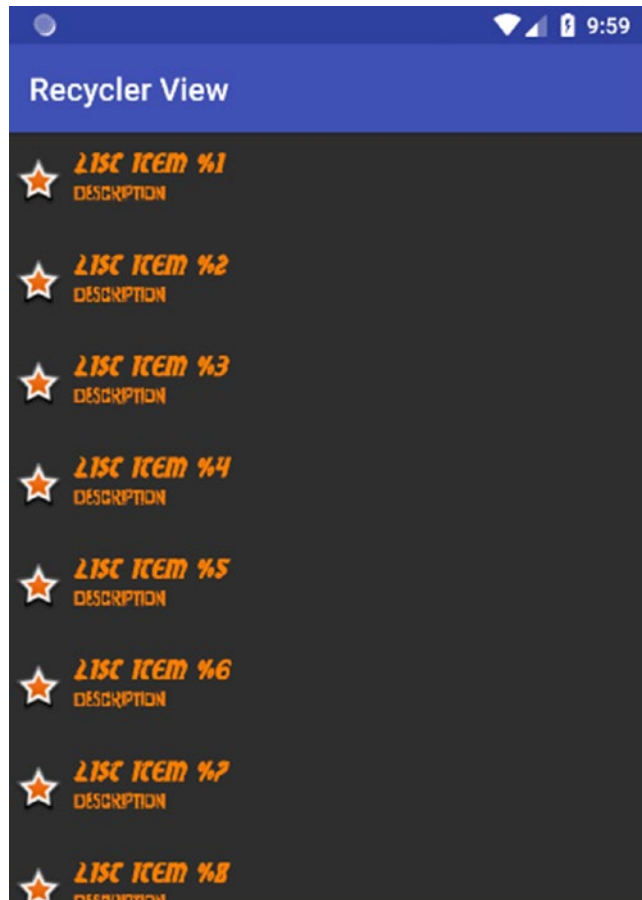 9:59
Recycler View
LIST ITEM %1
DESCRIPTION
LIST ITEM %2
DESCRIPTION
LIST ITEM %3
DESCRIPTION
LIST ITEM %4
DESCRIPTION
LIST ITEM %5
DESCRIPTION
LIST ITEM %6
DESCRIPTION
LIST ITEM %7
DESCRIPTION
LIST ITEM %8
DESCRIPTION